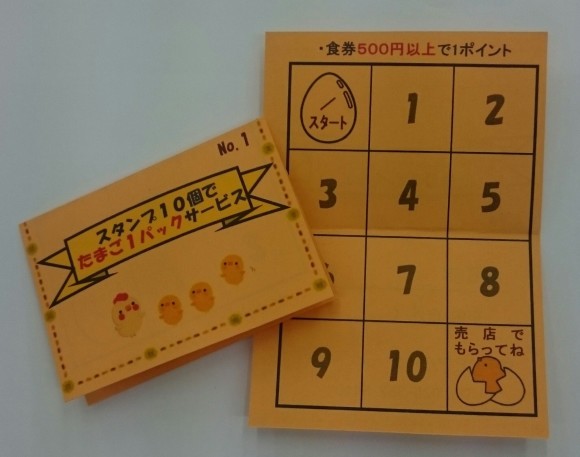 No.1
スタンプ10個で
たまご1パックサービス
・食券500円以上で1ポイント
スタート
1
2
3
4
5
7
8
9
10
売店で
もらってね